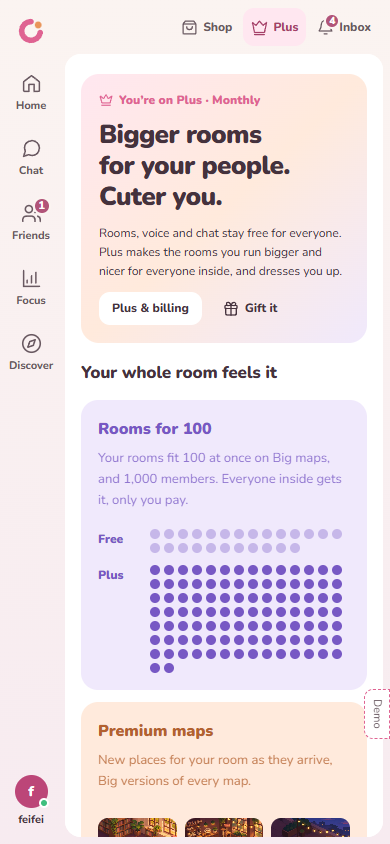 Shop
Plus
4
Inbox
Home
Chat
1
Friends
Focus
Discover
f
feifei
You're on Plus · Monthly
Bigger rooms
for your people.
Cuter you.
Rooms, voice and chat stay free for everyone.
Plus makes the rooms you run bigger and
nicer for everyone inside, and dresses you up.
Plus & billing
Gift it
Your whole room feels it
Rooms for 100
Your rooms fit 100 at once on Big maps,
and 1,000 members. Everyone inside gets
it, only you pay.
Free
Plus
Demo
Premium maps
New places for your room as they arrive,
Big versions of every map.